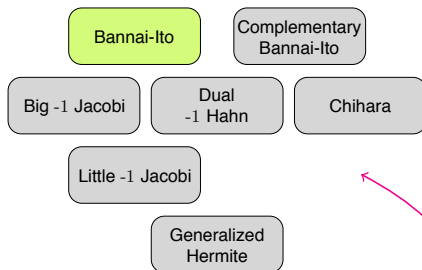 Bannai-Ito
Complementary
Bannai-Ito
Big -1 Jacobi
Dual
-1 Hahn
Chihara
Little -1 Jacobi
Generalized
Hermite